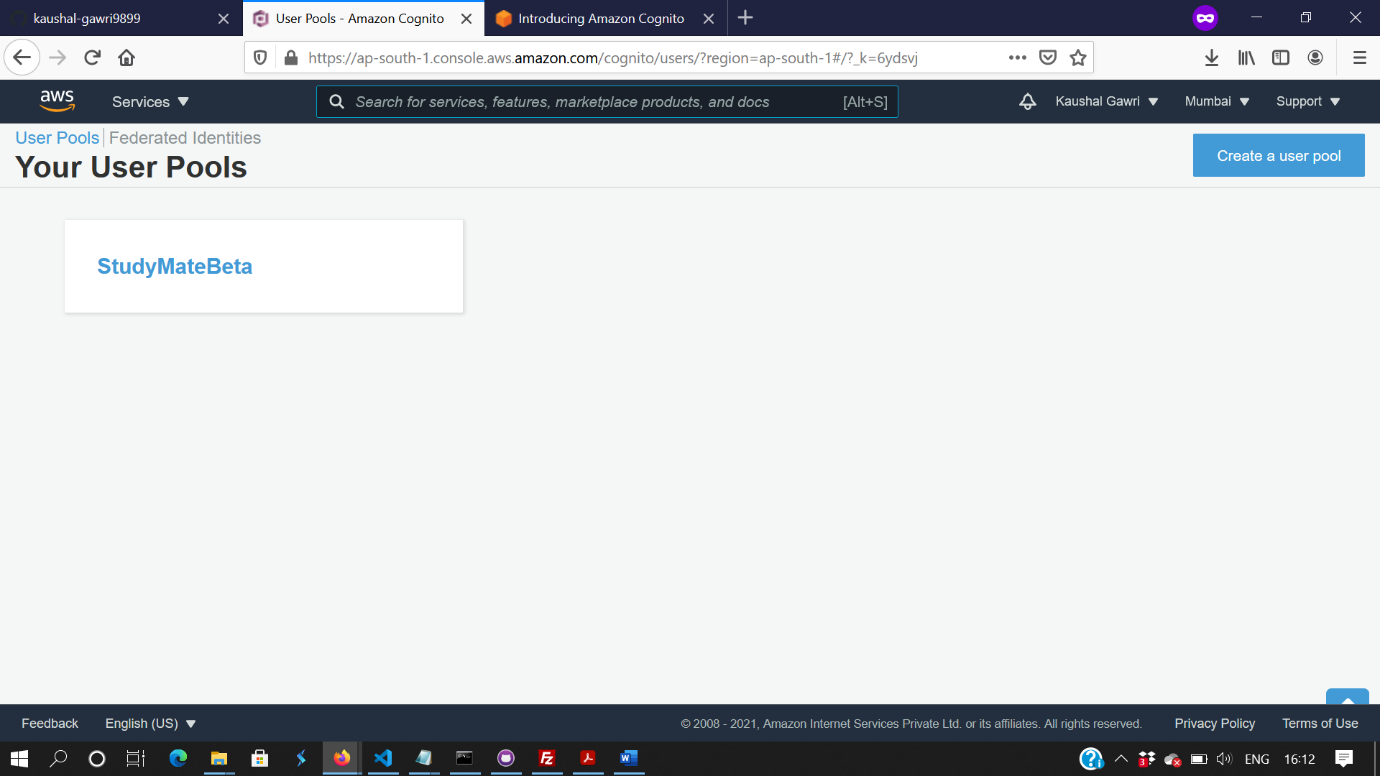 kaushal-gawri9899
User Pools - Amazon Cognito
Introducing Amazon Cognito
https://ap-south-1.console.aws.amazon.com/cognito/users/?region=ap-south-1#/?_k=6ydsvj
aws
Services
Search for services, features, marketplace products, and docs
[Alt+S]
Kaushal Gawri
Mumbai
Support
User Pools
Federated Identities
Your User Pools
Create a user pool
StudyMateBeta
Feedback
English (US)
© 2008 - 2021, Amazon Internet Services Private Ltd. or its affiliates. All rights reserved.
Privacy Policy
Terms of Use
3
ENG
16:12